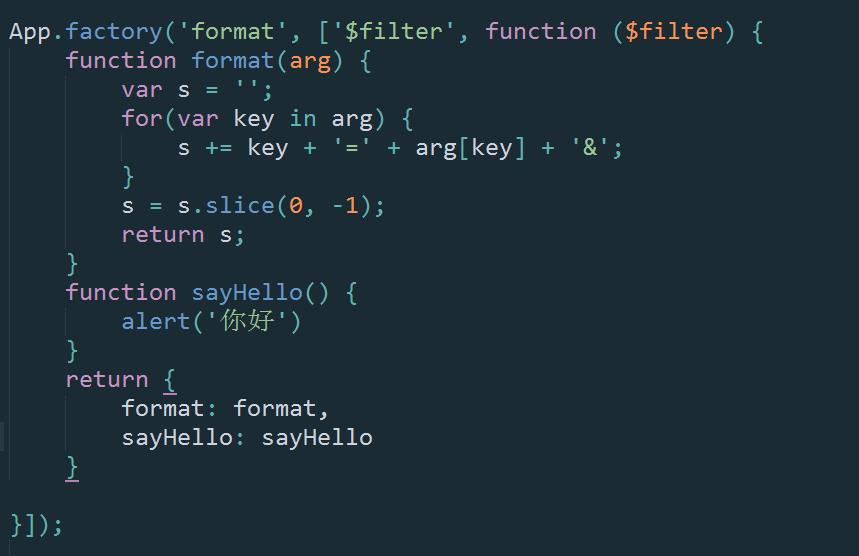 App.factory('format', ['$filter', function ($filter) {
    function format(arg) {
        var s = '';
        for(var key in arg) {
            s += key + '=' + arg[key] + '&';
        }
        s = s.slice(0, -1);
        return s;
    }
    function sayHello() {
        alert('你好')
    }
    return {
        format: format,
        sayHello: sayHello
    }

}]);